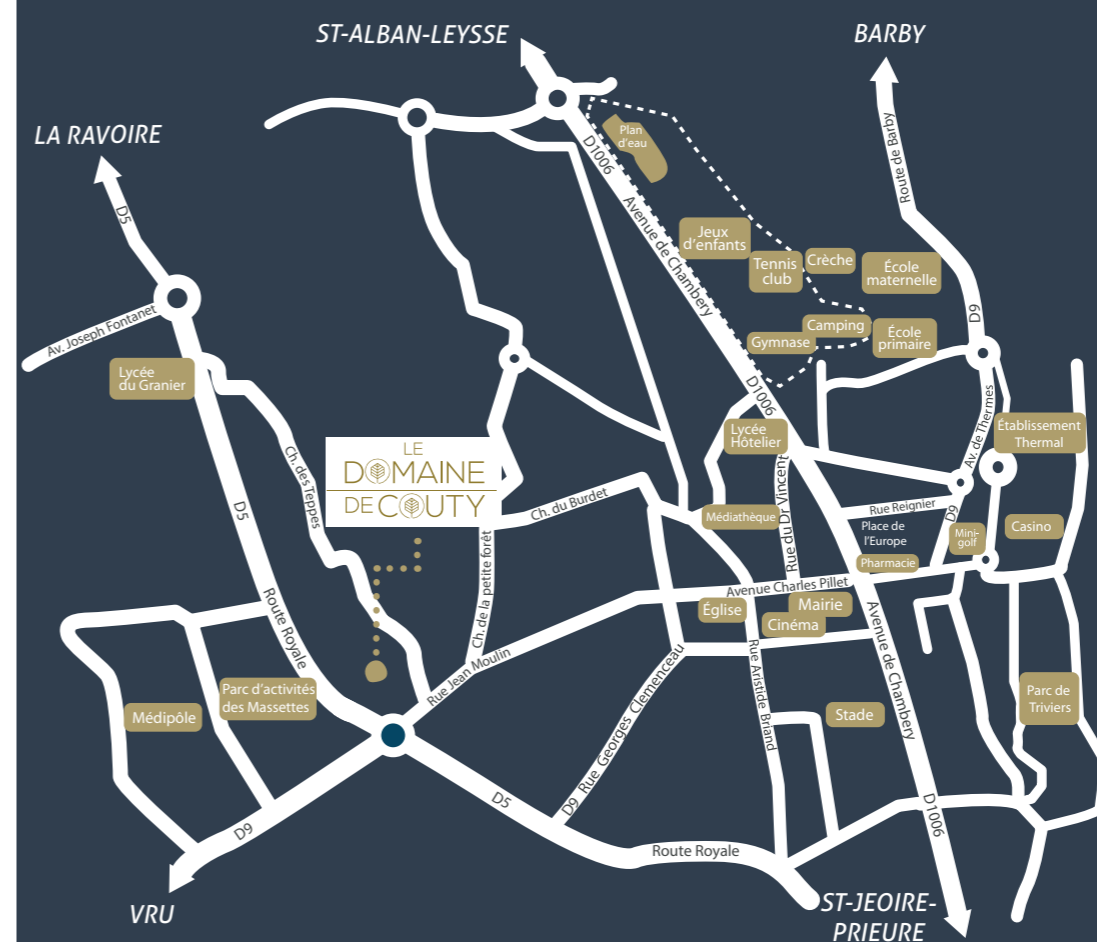 ST-ALBAN-LEYSSE
BARBY
LA RAVOIRE
Plan
d'eau
D1006
Route de Barby
D5
Avenue de Chambery
Jeux
d'enfants
Tennis
club
Crèche
École
maternelle
Av. Joseph Fontanet
D9
Camping
Gymnase
École
primaire
Lycée
du Granier
D1006
Av. de Thermes
Établissement
Thermal
Lycée
Hôtelier
LE
DOMAINE
DE COUTY
Ch. des Teppes
D5
Ch. du Burdet
Médiathèque
Rue du Dr Vincent
Rue Reignier
D9
Place de
l'Europe
Mini-
golf
Casino
Pharmacie
Ch. de la petite forêt
Avenue Charles Pillet
Église
Mairie
Cinéma
Route Royale
Rue Jean Moulin
Avenue de Chambery
Rue Aristide Briand
Parc d'activités
des Massettes
Médipôle
Parc de
Triviers
Stade
D9 Rue Georges Clemenceau
D5
D9
Route Royale
D1006
VRU
ST-JEOIRE-
PRIEURE